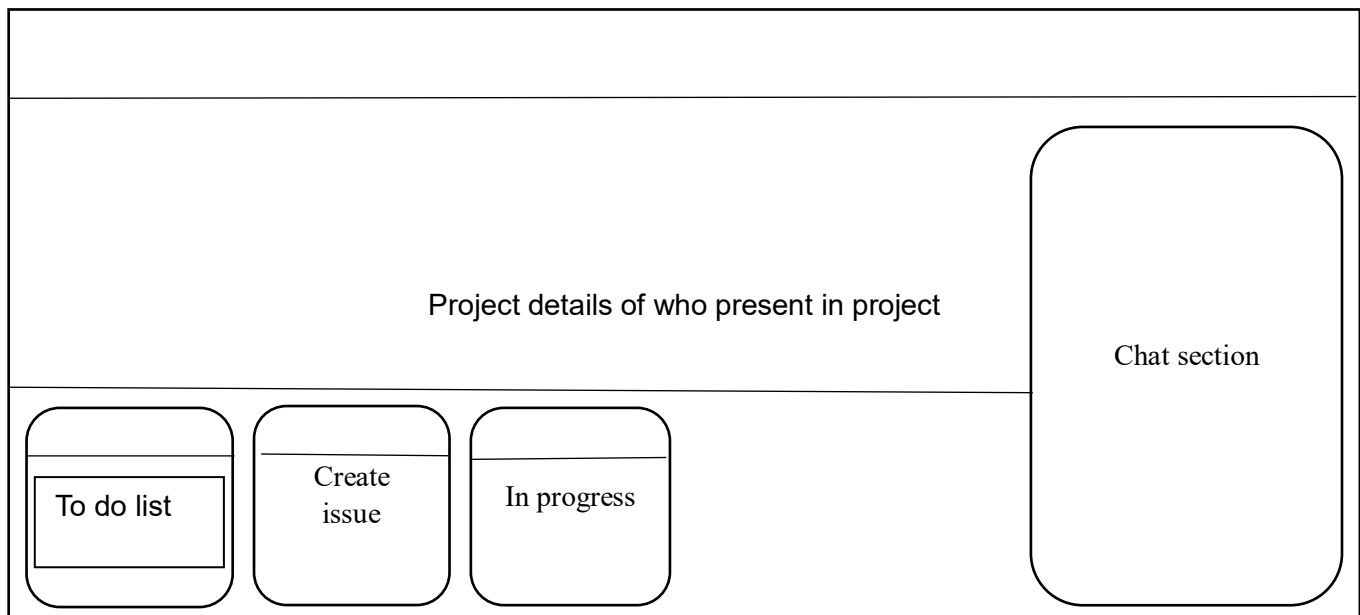 Project details of who present in project
Chat section
To do list
Create
issue
In progress